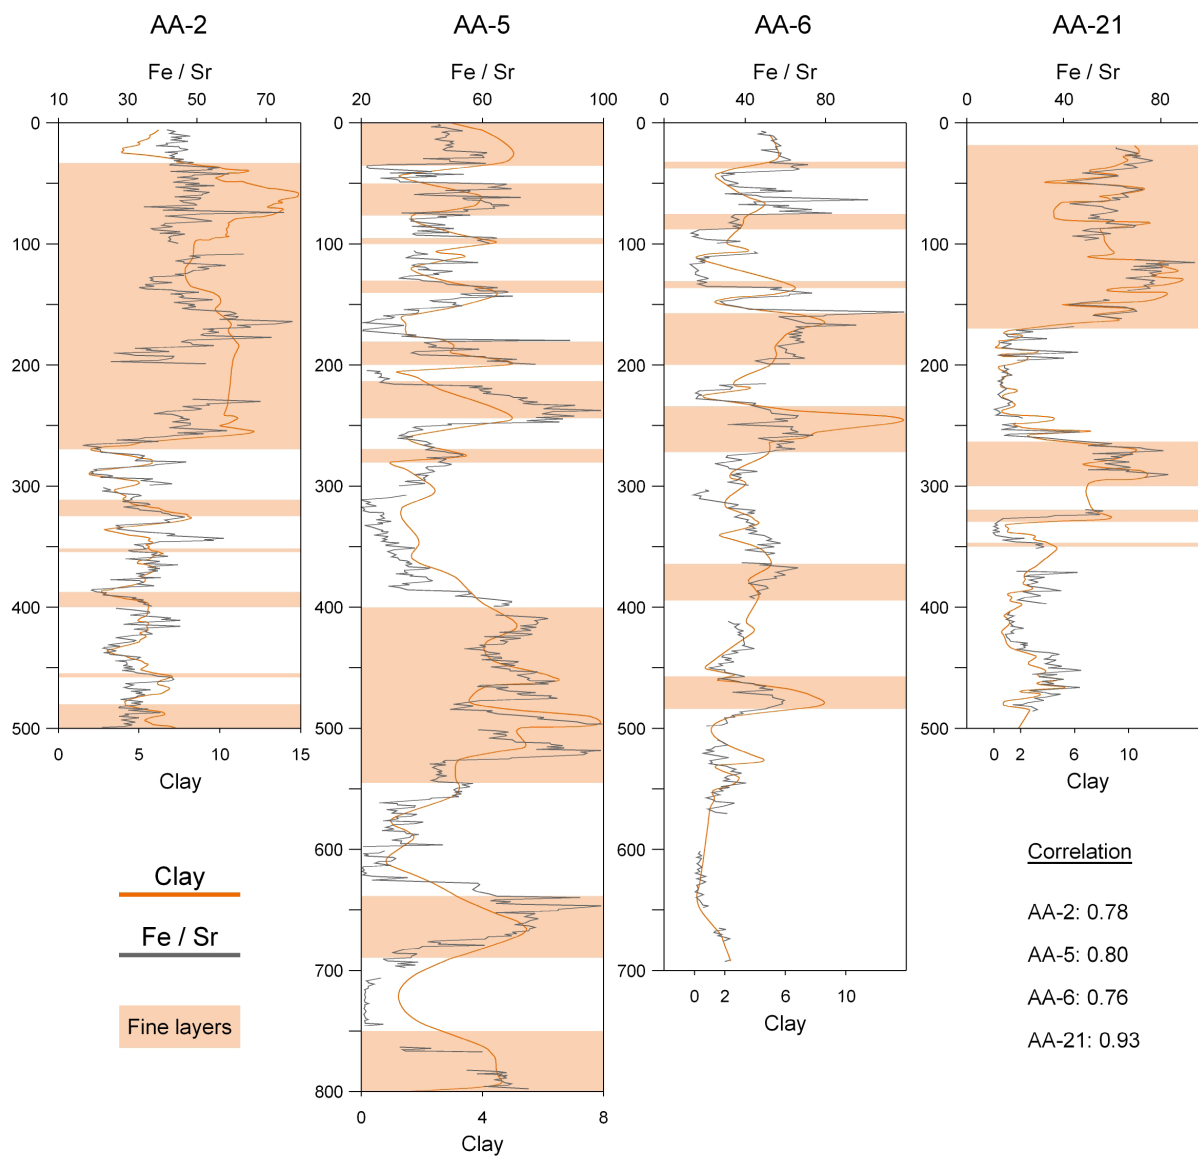 AA-2 AA-5 AA-6 AA-21
Fe / Sr Fe / Sr Fe / Sr Fe / Sr
10 30 50 70 20 60 100 0 40 80 0 40 80
0 0 0 0
100 100 100 100
200 200 200 200
300 300 300 300
400 400 400 400
500 500 500 500
0 5 10 15 0 2 6 10
Clay Clay
600 600
Correlation
Clay
AA-2: 0.78
Fe / Sr
AA-5: 0.80
700 700
0 2 6 10
AA-6: 0.76
Clay
Fine layers
AA-21: 0.93
800
0 4 8
Clay